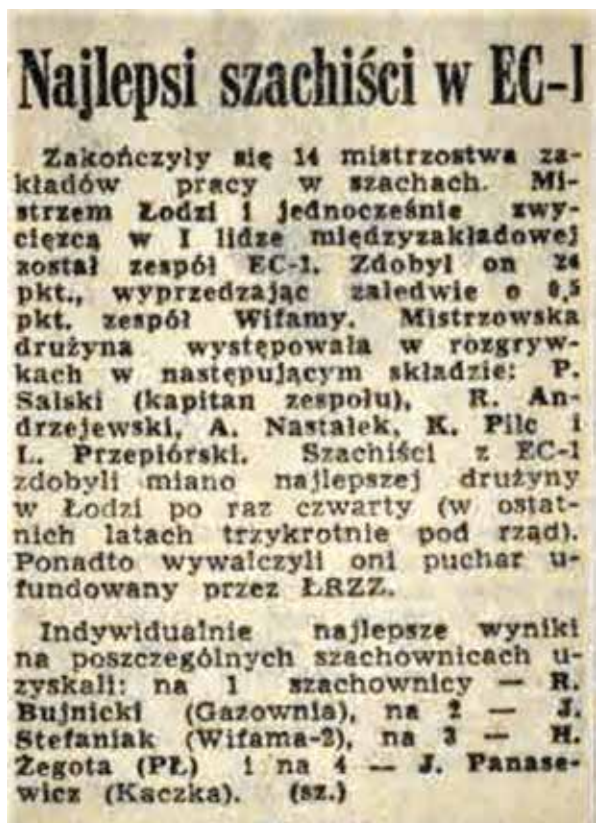 Najlepsi szachiści w EC-1
Zakończyły się 14 mistrzostwa za-
kładów pracy w szachach. Mi-
strzem Łodzi i jednocześnie zwy-
cięzcą w I lidze międzyzakładowej
został zespół EC-1. Zdobył on 24
pkt., wyprzedzając zaledwie o 0,5
pkt. zespół Wifamy. Mistrzowska
drużyna występowała w rozgryw-
kach w następującym składzie: P.
Salski (kapitan zespołu), R. An-
drzejewski, A. Nastałek, K. Pilc i
L. Przepiórski. Szachiści z EC-1
zdobyli miano najlepszej drużyny
w Łodzi po raz czwarty (w ostat-
nich latach trzykrotnie pod rząd).
Ponadto wywalczyli oni puchar u-
fundowany przez ŁRZZ.
Indywidualnie najlepsze wyniki
na poszczególnych szachownicach u-
zyskali: na 1 szachownicy — R.
Bujnicki (Gazownia), na 2 — J.
Stefaniak (Wifama-2), na 3 — H.
Żegota (PŁ) i na 4 — J. Panase-
wicz (Kaczka). (sz.)